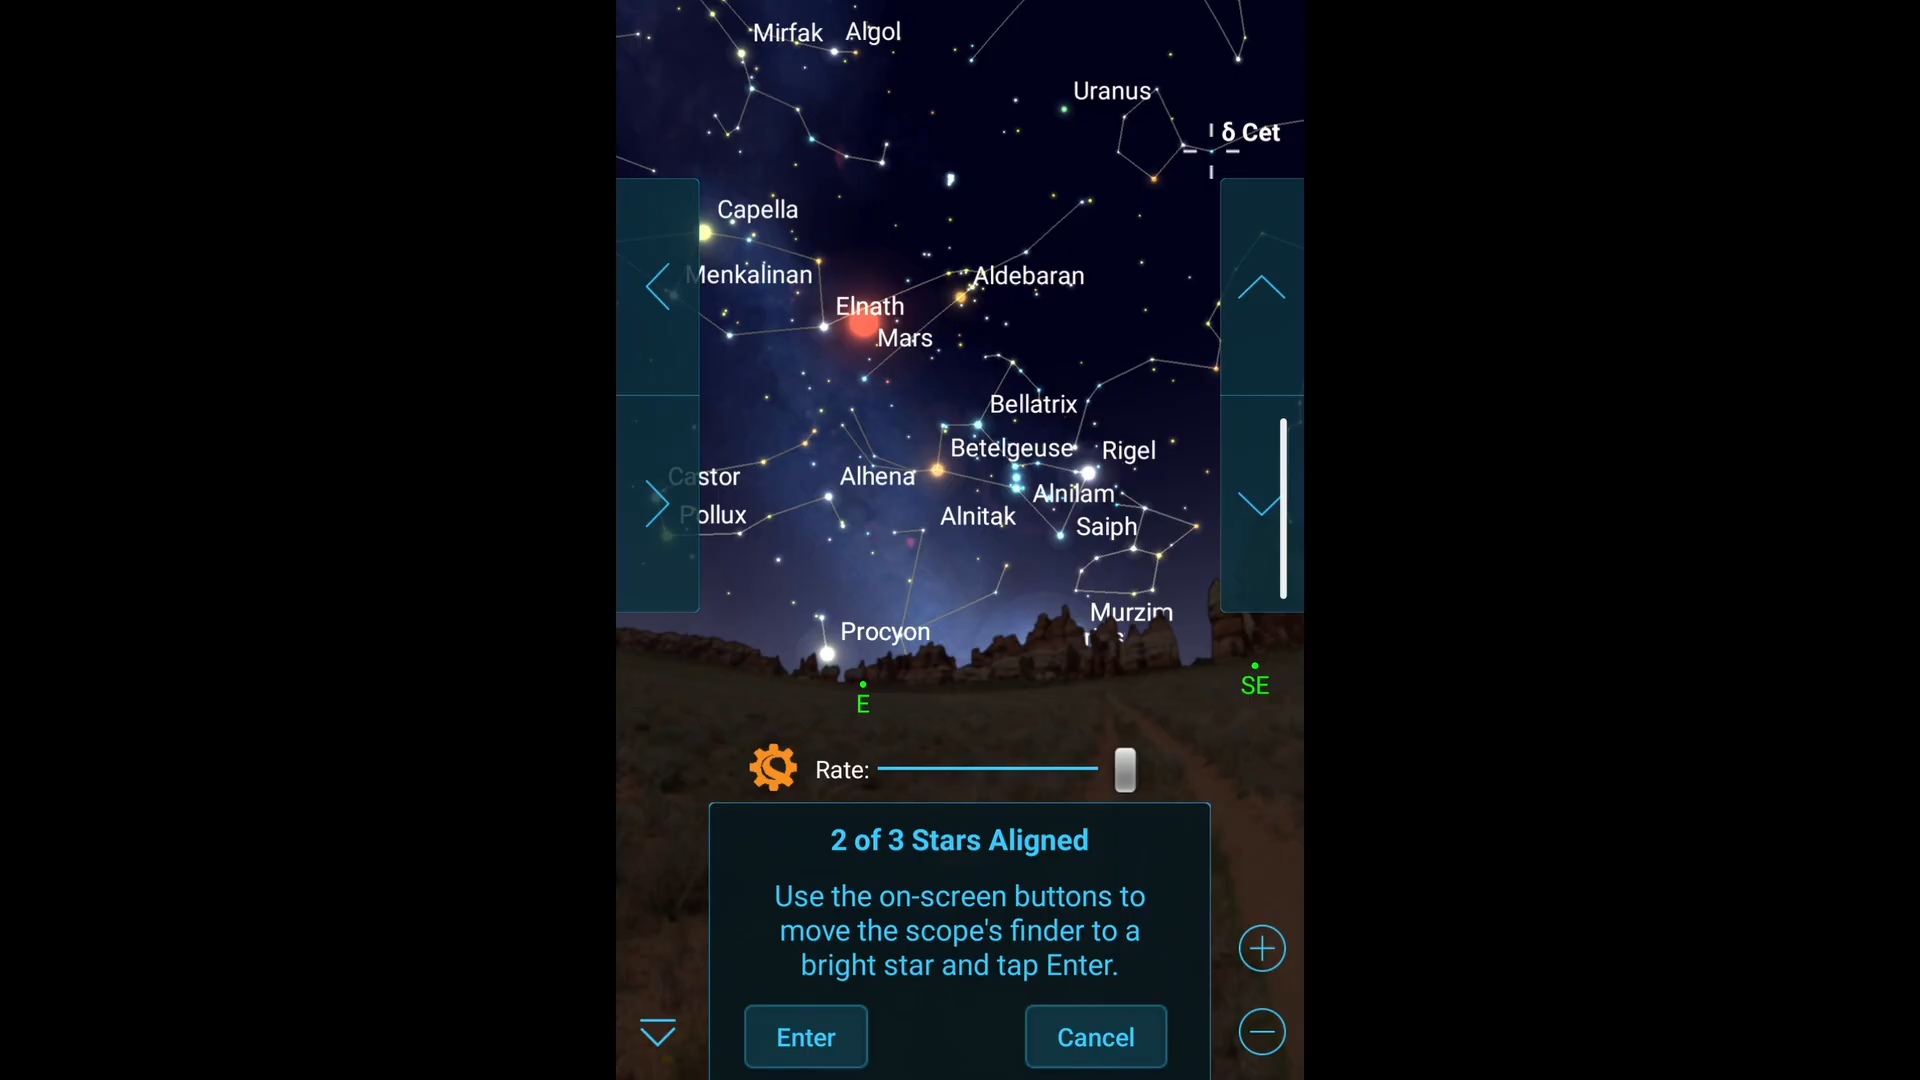 Mirfak
Algol
Uranus
δ Cet
Capella
Menkalinan
Aldebaran
Elnath
Mars
Bellatrix
Betelgeuse
Rigel
Castor
Alhena
Alnilam
Pollux
Alnitak
Saiph
Murzim
Procyon
E
SE
Rate:
2 of 3 Stars Aligned
Use the on-screen buttons to
move the scope's finder to a
bright star and tap Enter.
Enter
Cancel